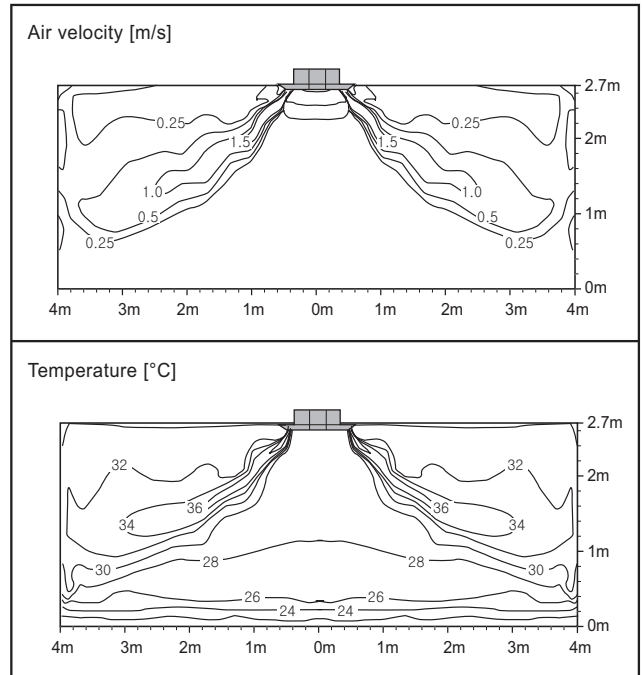 Air velocity [m/s]
2.7m
0.25 0.25
2m
1.5 1.5
1.0 1.0
1m
0.5 0.5
0.25 0.25
0m
4m 3m 2m 1m 0m 1m 2m 3m 4m
Temperature [°C]
2.7m
32 32
2m
36 36
34 34
1m
28 28
30 30
26 26
24 24
0m
4m 3m 2m 1m 0m 1m 2m 3m 4m